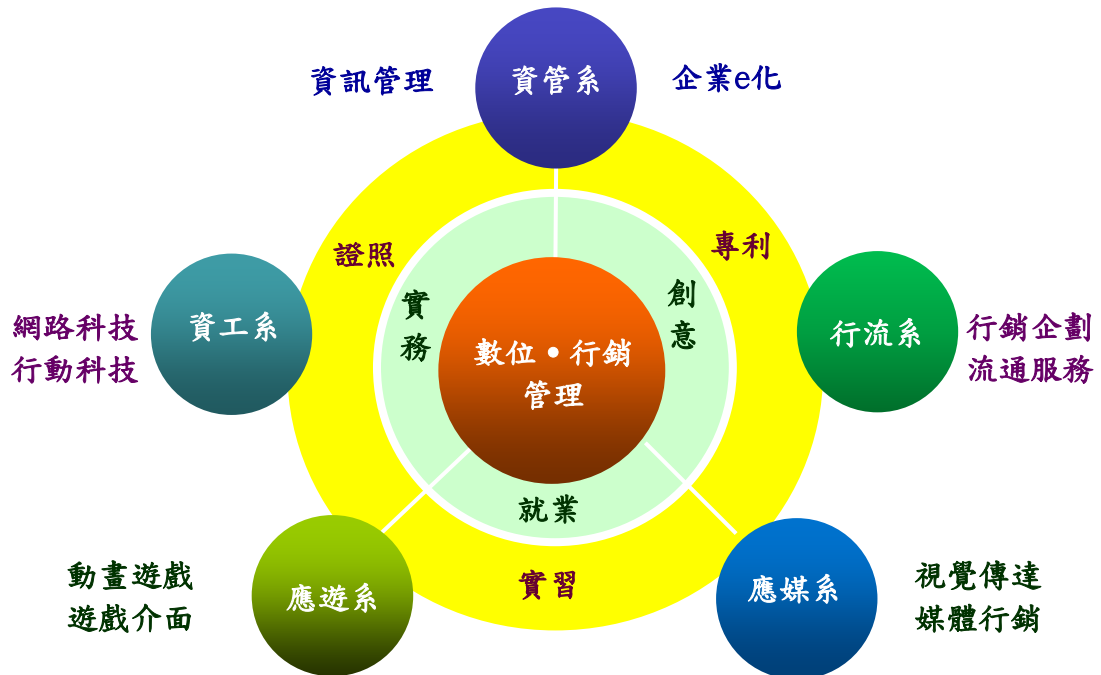 資訊管理
資管系
企業e化
證照
專利
實務
創意
網路科技
行動科技
資工系
數位•行銷
管理
行流系
行銷企劃
流通服務
就業
動畫遊戲
遊戲介面
應遊系
實習
應媒系
視覺傳達
媒體行銷